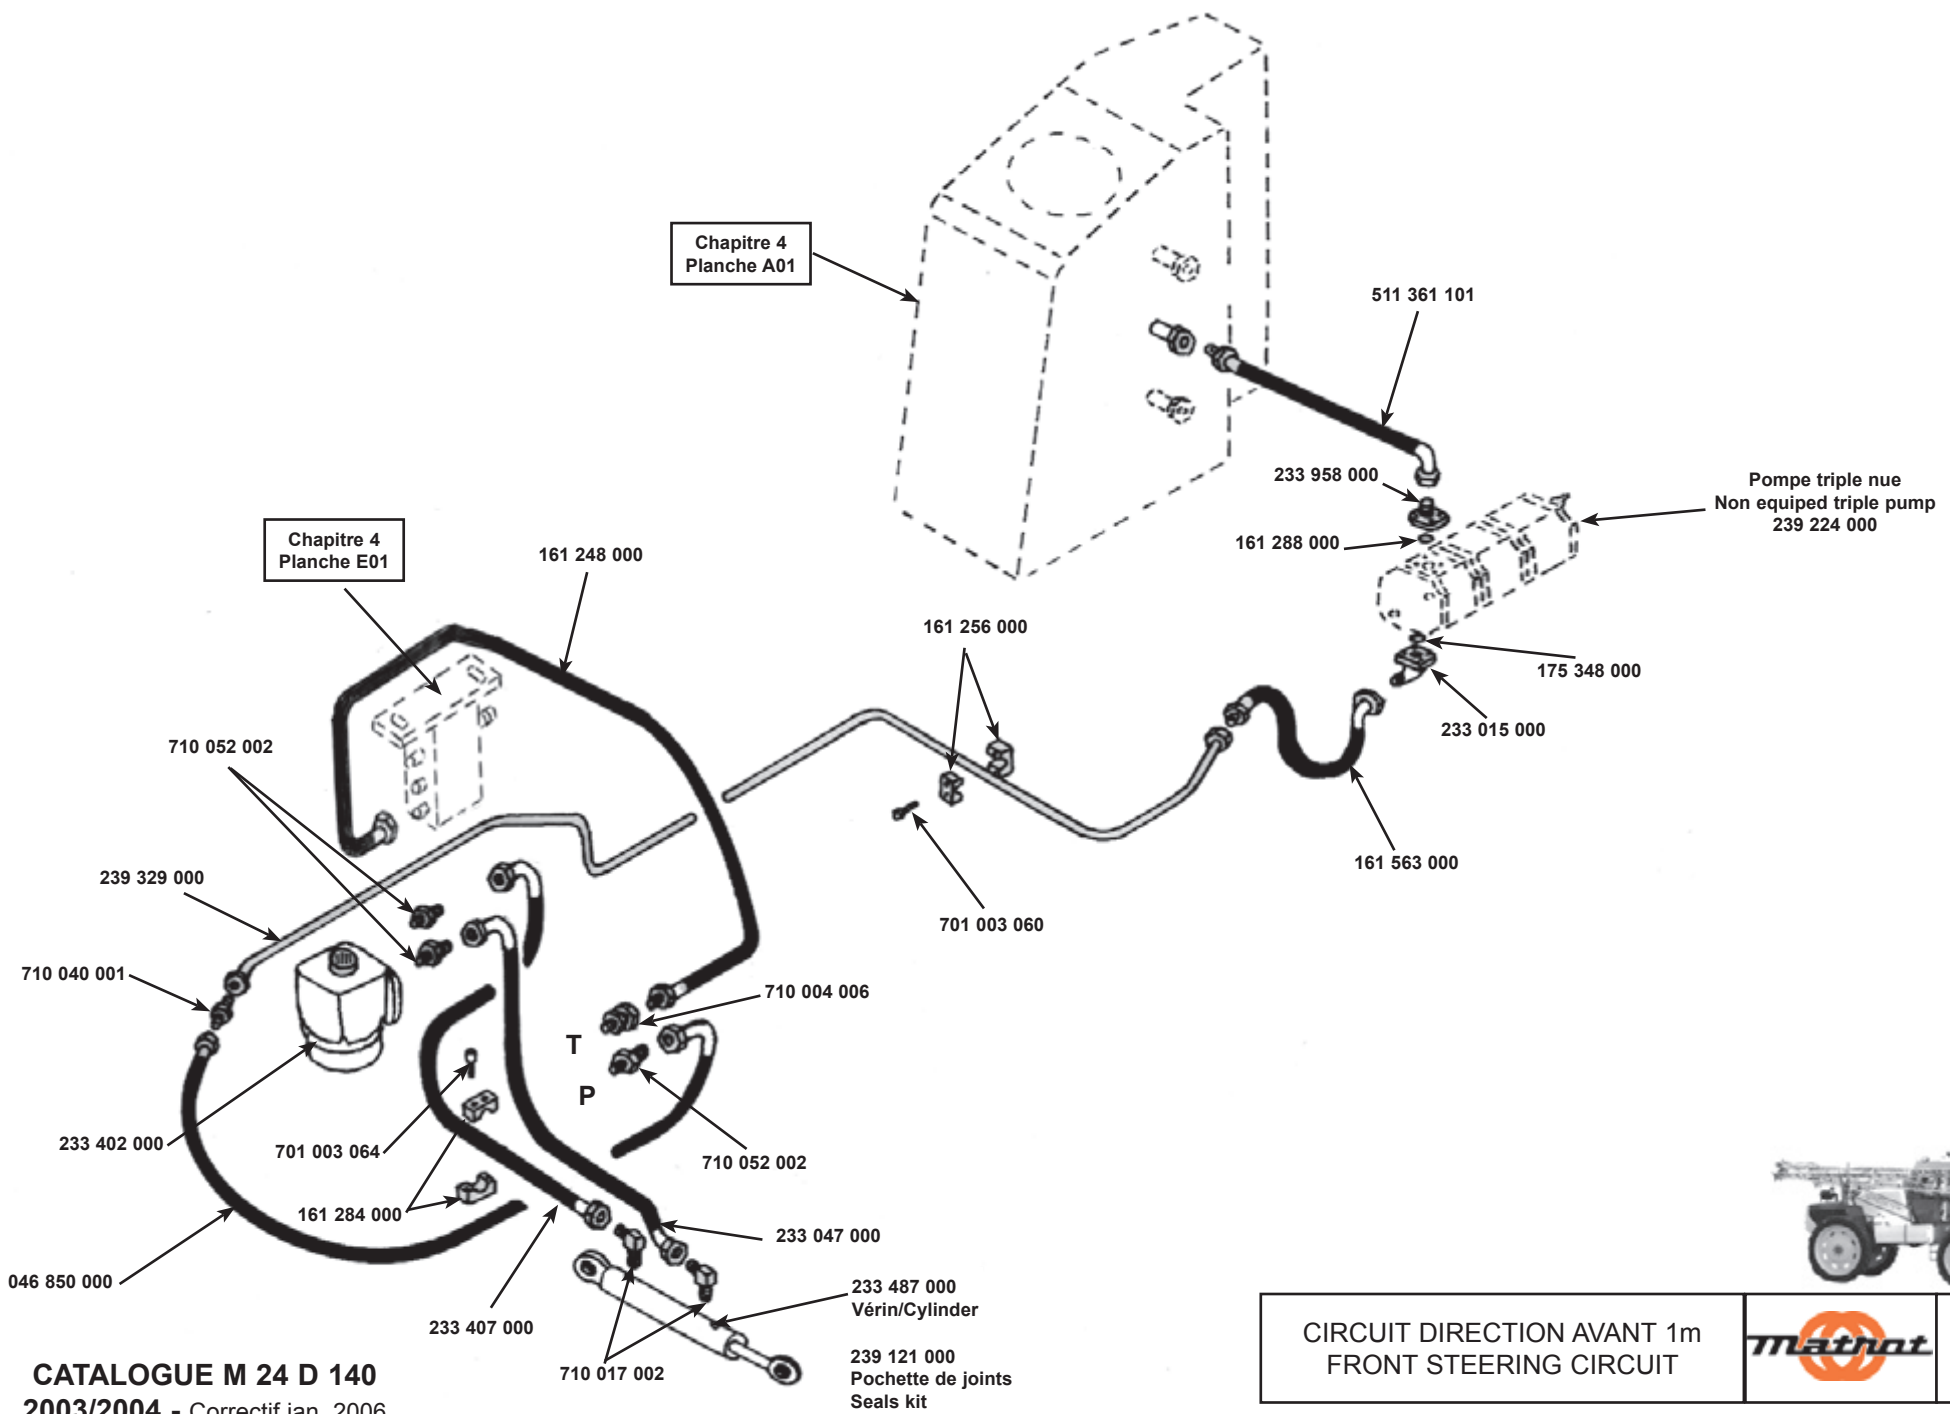 Chapitre 4
Planche A01
511 361 101
233 958 000
Pompe triple nue
Non equiped triple pump
239 224 000
161 288 000
Chapitre 4
Planche E01
161 248 000
161 256 000
175 348 000
233 015 000
710 052 002
161 563 000
239 329 000
701 003 060
710 040 001
710 004 006
T
P
233 402 000
701 003 064
710 052 002
161 284 000
233 047 000
046 850 000
233 487 000
Vérin/Cylinder
233 407 000
239 121 000
Pochette de joints
Seals kit
710 017 002
CIRCUIT DIRECTION AVANT 1m
FRONT STEERING CIRCUIT
matrot
CATALOGUE M 24 D 140
2003/2004 - Correctif jan. 2006